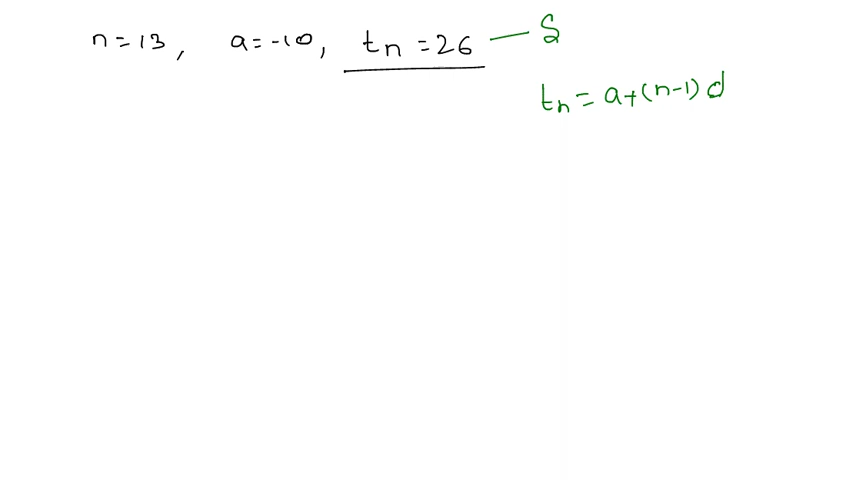 n = 13, a = -10, tn = 26 — S
tn = a + (n-1) d